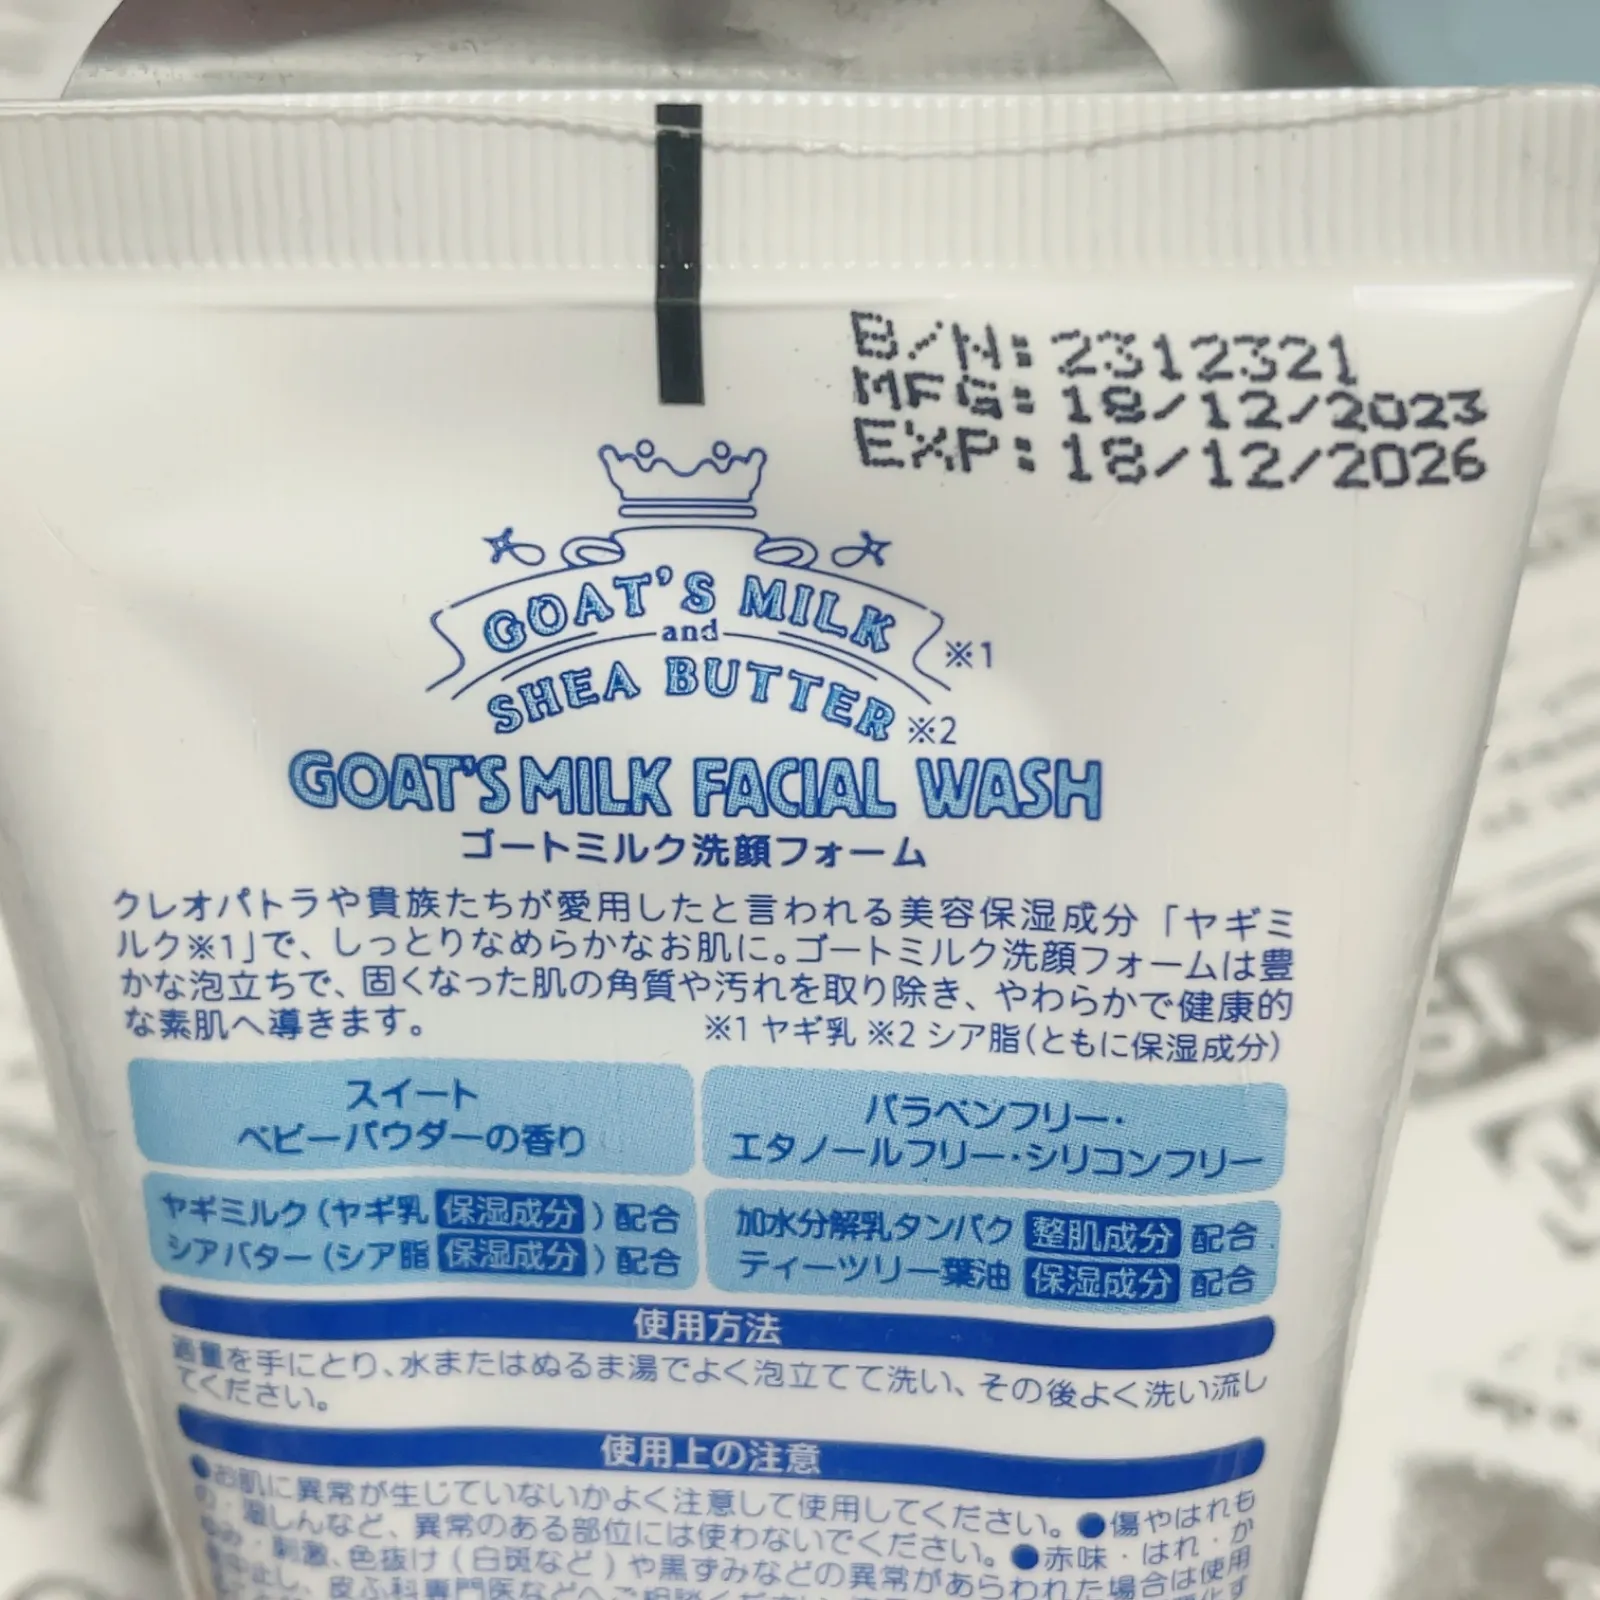 B/N: 2312321
MFG: 18/12/2023
EXP: 18/12/2026
GOAT'S MILK ※1
and
SHEA BUTTER ※2
GOAT'S MILK FACIAL WASH
ゴートミルク洗顔フォーム
クレオパトラや貴族たちが愛用したと言われる美容保湿成分「ヤギミ
ルク※1」で、しっとりなめらかなお肌に。ゴートミルク洗顔フォームは豊
かな泡立ちで、固くなった肌の角質や汚れを取り除き、やわらかで健康的
な素肌へ導きます。
※1 ヤギ乳 ※2 シア脂(ともに保湿成分)
スイート
ベビーパウダーの香り
パラベンフリー・
エタノールフリー・シリコンフリー
ヤギミルク(ヤギ乳 保湿成分)配合
シアバター(シア脂 保湿成分)配合
加水分解乳タンパク 整肌成分 配合
ティーツリー葉油 保湿成分 配合
使用方法
適量を手にとり、水またはぬるま湯でよく泡立てて洗い、その後よく洗い流し
てください。
使用上の注意
●お肌に異常が生じていないかよく注意して使用してください。●傷やはれも
の・湿しんなど、異常のある部位には使わないでください。●赤味・はれ・か
ゆみ・刺激、色抜け(白斑など)や黒ずみなどの異常があらわれた場合は使用
中止し、皮ふ科専門医などへご相談ください。